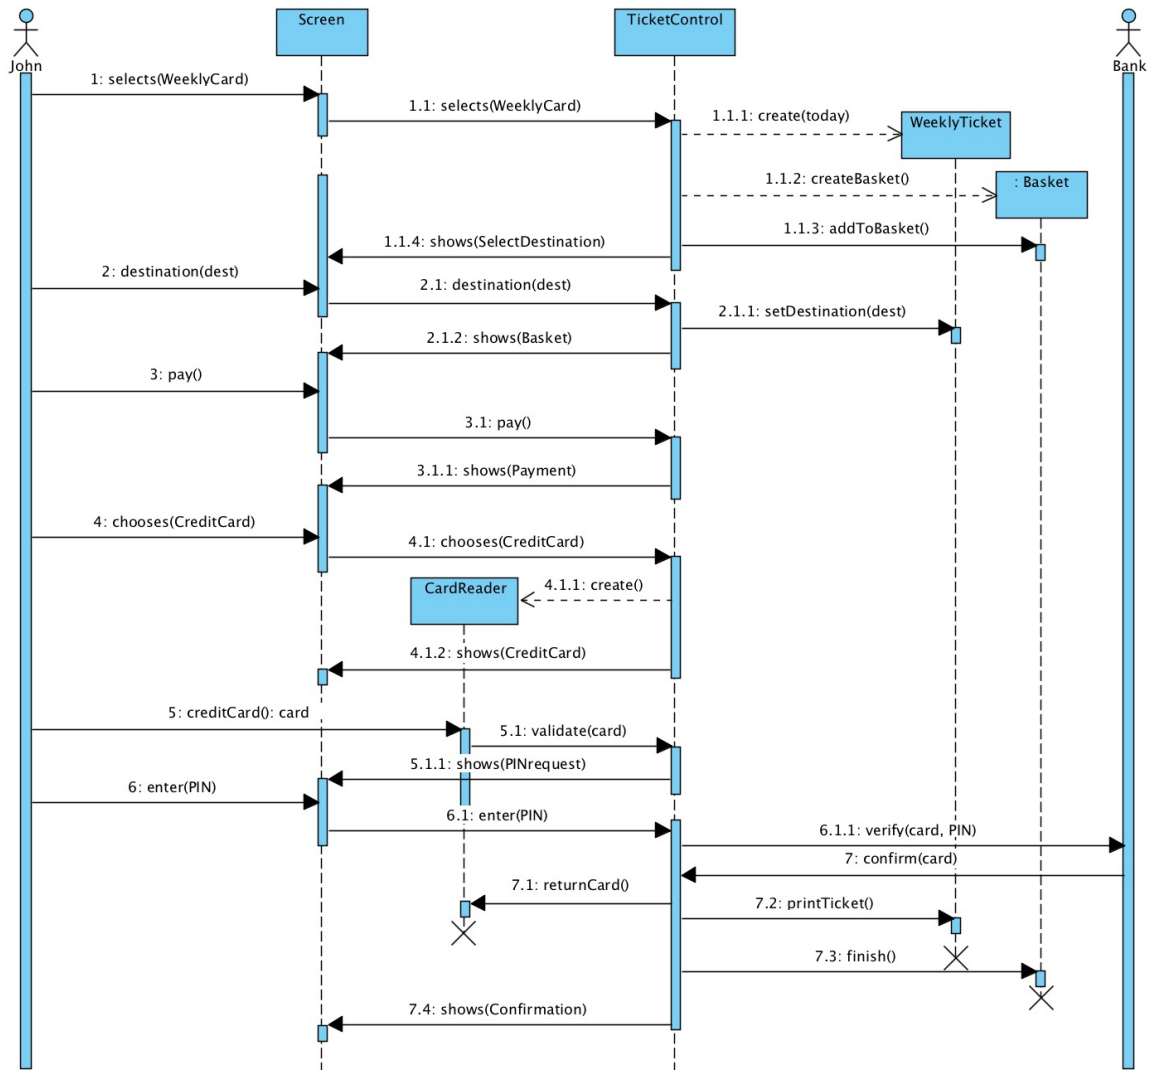 Screen
TicketControl
John
Bank
1: selects(WeeklyCard)
1.1: selects(WeeklyCard)
1.1.1: create(today)
WeeklyTicket
1.1.2: createBasket()
: Basket
1.1.3: addToBasket()
1.1.4: shows(SelectDestination)
2: destination(dest)
2.1: destination(dest)
2.1.1: setDestination(dest)
2.1.2: shows(Basket)
3: pay()
3.1: pay()
3.1.1: shows(Payment)
4: chooses(CreditCard)
4.1: chooses(CreditCard)
CardReader
4.1.1: create()
4.1.2: shows(CreditCard)
5: creditCard(): card
5.1: validate(card)
5.1.1: shows(PINrequest)
6: enter(PIN)
6.1: enter(PIN)
6.1.1: verify(card, PIN)
7: confirm(card)
7.1: returnCard()
7.2: printTicket()
7.3: finish()
7.4: shows(Confirmation)